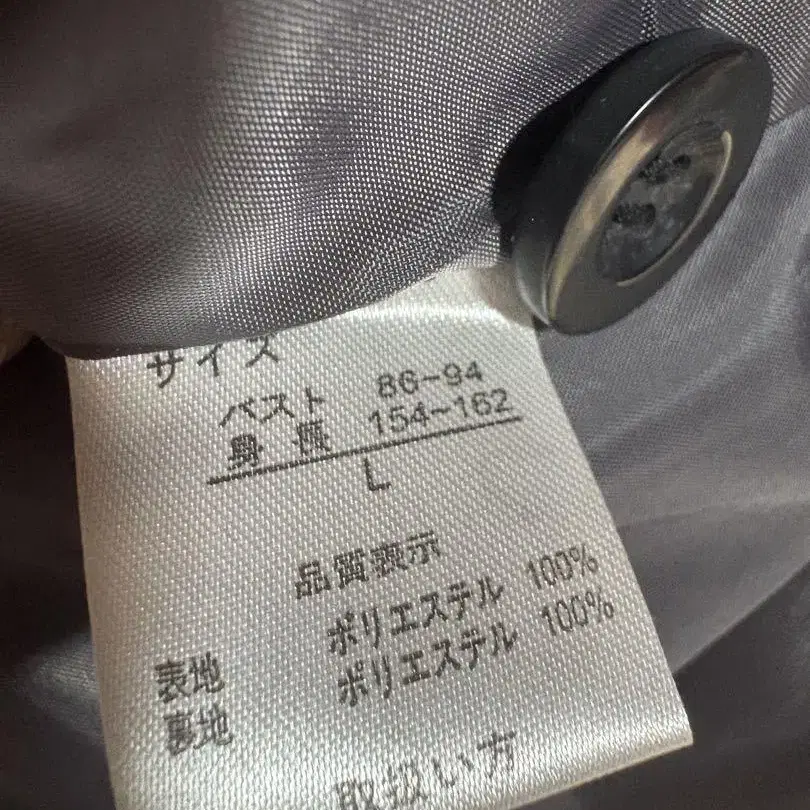 サイズ
バスト 86-94
身長 154~162
L
品質表示
表地 ポリエステル 100%
裏地 ポリエステル 100%
取扱い方